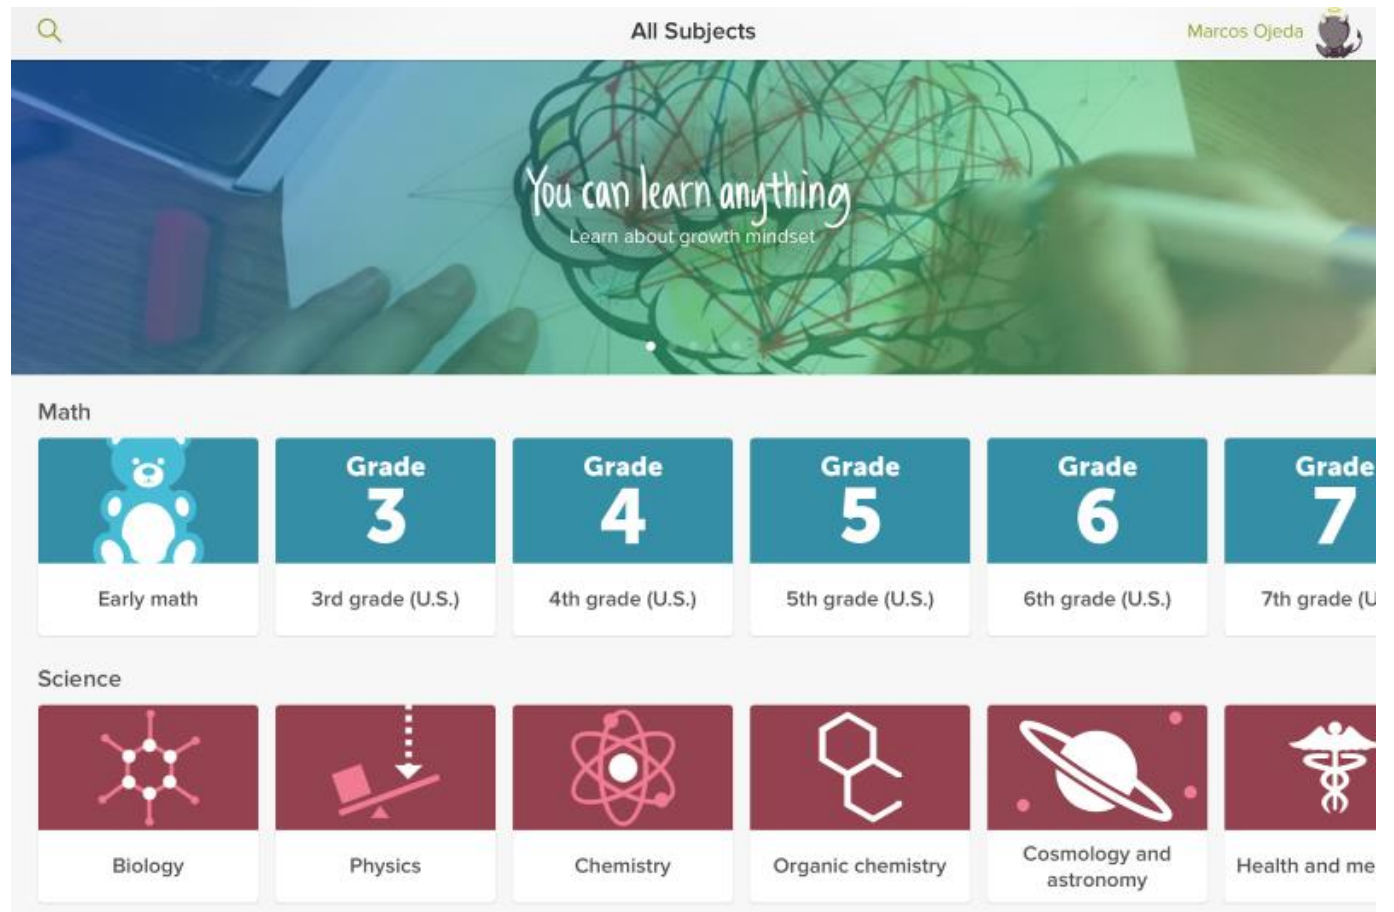 All Subjects
Marcos Ojeda
You can learn anything
Learn about growth mindset
Math
Grade
3
Grade
4
Grade
5
Grade
6
Grade
7
Early math
3rd grade (U.S.)
4th grade (U.S.)
5th grade (U.S.)
6th grade (U.S.)
7th grade (U
Science
Biology
Physics
Chemistry
Organic chemistry
Cosmology and
astronomy
Health and me